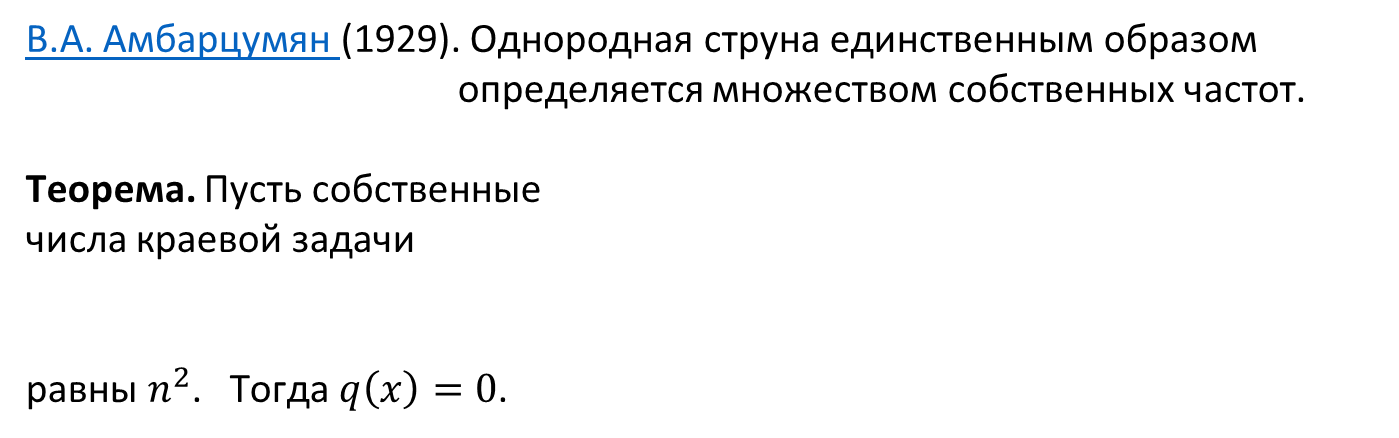 В.А. Амбарцумян (1929). Однородная струна единственным образом
определяется множеством собственных частот.
Теорема. Пусть собственные
числа краевой задачи
равны n². Тогда q(x) = 0.